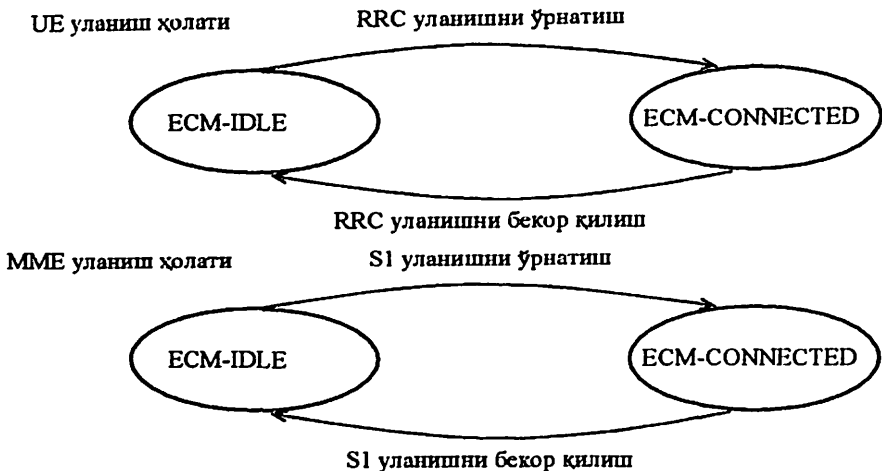 UE уланиш ҳолати
RRC уланишни ўрнатиш
ECM-IDLE
ECM-CONNECTED
RRC уланишни бекор қилиш
MME уланиш ҳолати
S1 уланишни ўрнатиш
ECM-IDLE
ECM-CONNECTED
S1 уланишни бекор қилиш